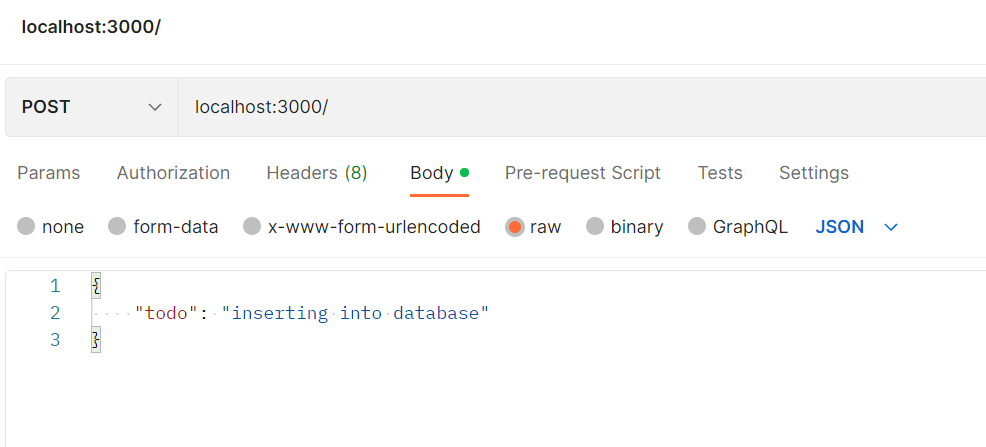 localhost:3000/
POST localhost:3000/
Params Authorization Headers (8) Body Pre-request Script Tests Settings
none form-data x-www-form-urlencoded raw binary GraphQL JSON
1 {
2 "todo": "inserting into database"
3 }